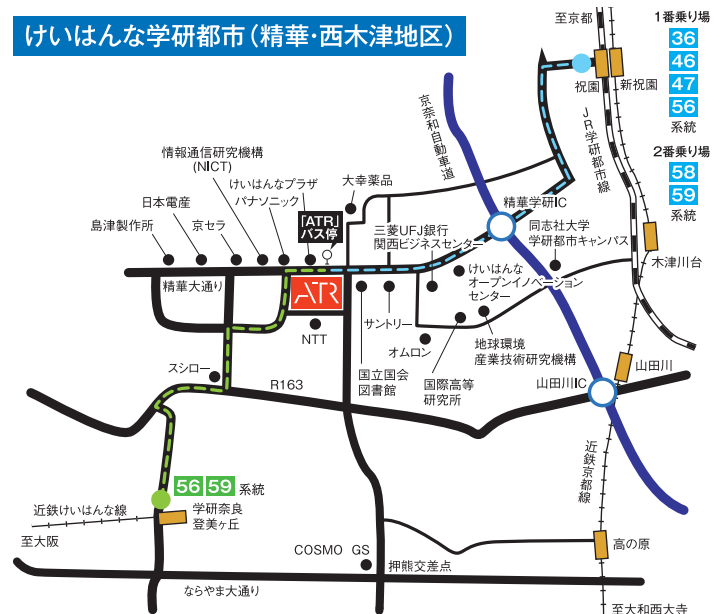 けいはんな学研都市（精華・西木津地区）
至京都
1番乗り場
36
46
47
56
系統
2番乗り場
58
59
系統
祝園
新祝園
JR学研都市線
京奈和自動車道
情報通信研究機構
(NICT)
けいはんなプラザ
大幸薬品
日本電産
パナソニック
島津製作所
京セラ
「ATR」
バス停
三菱UFJ銀行
関西ビジネスセンター
精華学研IC
同志社大学
学研都市キャンパス
木津川台
精華大通り
ATR
けいはんな
オープンイノベーション
センター
サントリー
NTT
オムロン
地球環境
産業技術研究機構
国立国会
図書館
国際高等
研究所
スシロー
R163
山田川
山田川IC
近鉄京都線
56 59 系統
近鉄けいはんな線
学研奈良
登美ヶ丘
至大阪
COSMO GS
押熊交差点
高の原
ならやま大通り
至大和西大寺